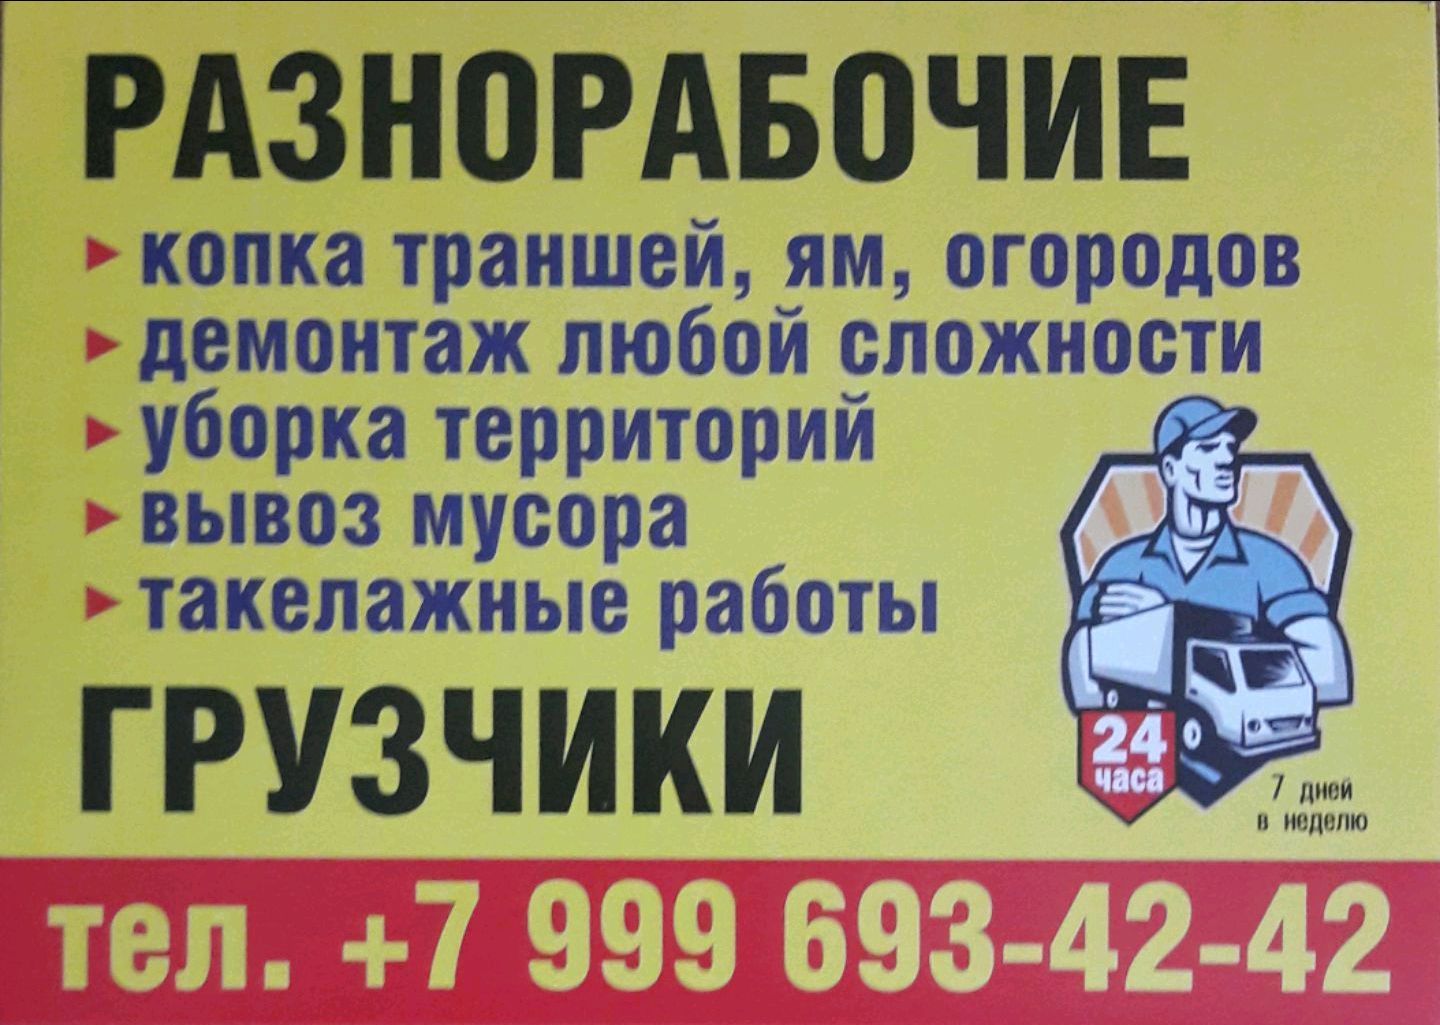 РАЗНОРАБОЧИЕ
копка траншей, ям, огородов
демонтаж любой сложности
уборка территорий
вывоз мусора
такелажные работы
ГРУЗЧИКИ
24
часа
7 дней
в неделю
тел. +7 999 693-42-42